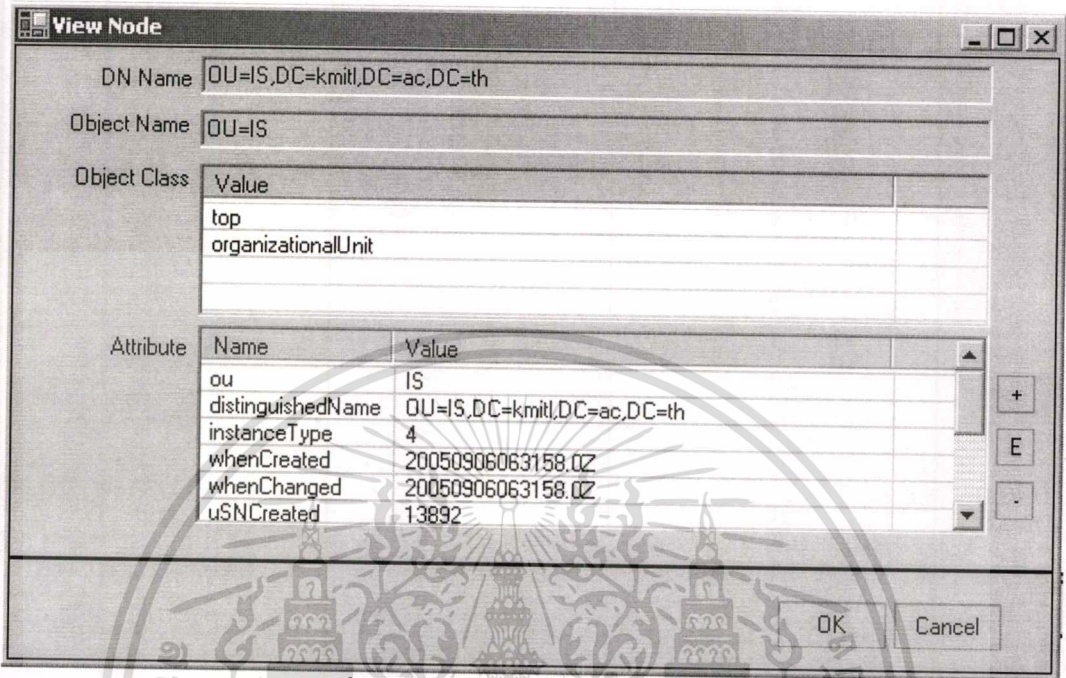 View Node
DN Name OU=IS,DC=kmitl,DC=ac,DC=th
Object Name OU=IS
Object Class Value
top
organizationalUnit
Attribute Name Value
ou IS
distinguishedName OU=IS,DC=kmitl,DC=ac,DC=th
instanceType 4
whenCreated 20050906063158.0Z
whenChanged 20050906063158.0Z
uSNCreated 13892
+
E
-
OK Cancel